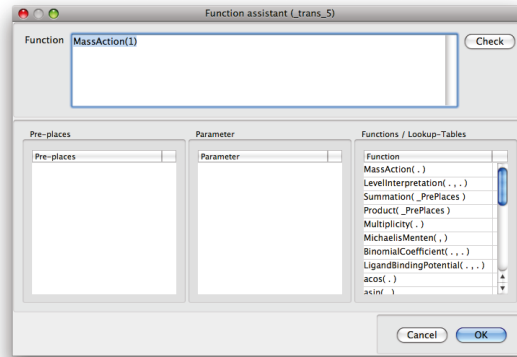 Function assistant (_trans_5)
Function
MassAction(1)
Check
Pre-places
Parameter
Functions / Lookup-Tables
Pre-places
Parameter
Function
MassAction( . )
LevelInterpretation( . , . )
Summation( _PrePlaces )
Product( _PrePlaces )
Multiplicity( . )
MichaelisMenten( , )
BinomialCoefficient( . , . )
LigandBindingPotential( . , . )
acos( . )
asin( . )
Cancel
OK